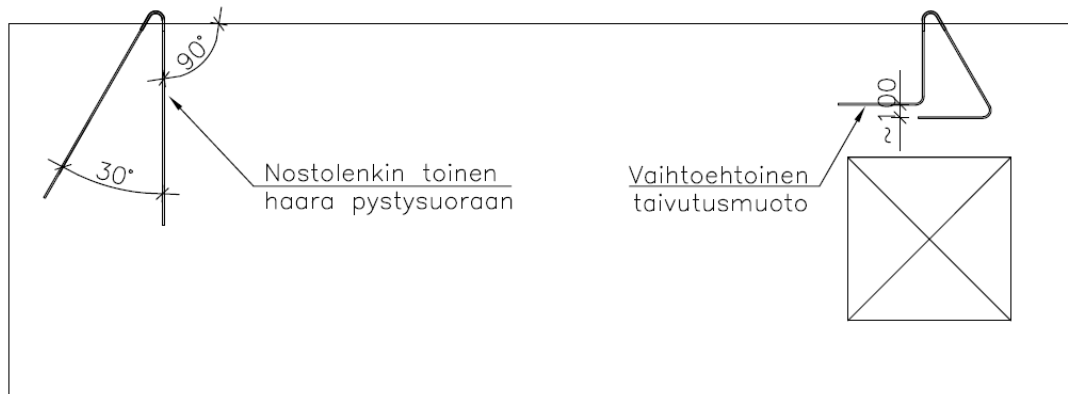 90°
30°
Nostolenkin toinen
haara pystysuoraan
~100
Vaihtoehtoinen
taivutusmuoto